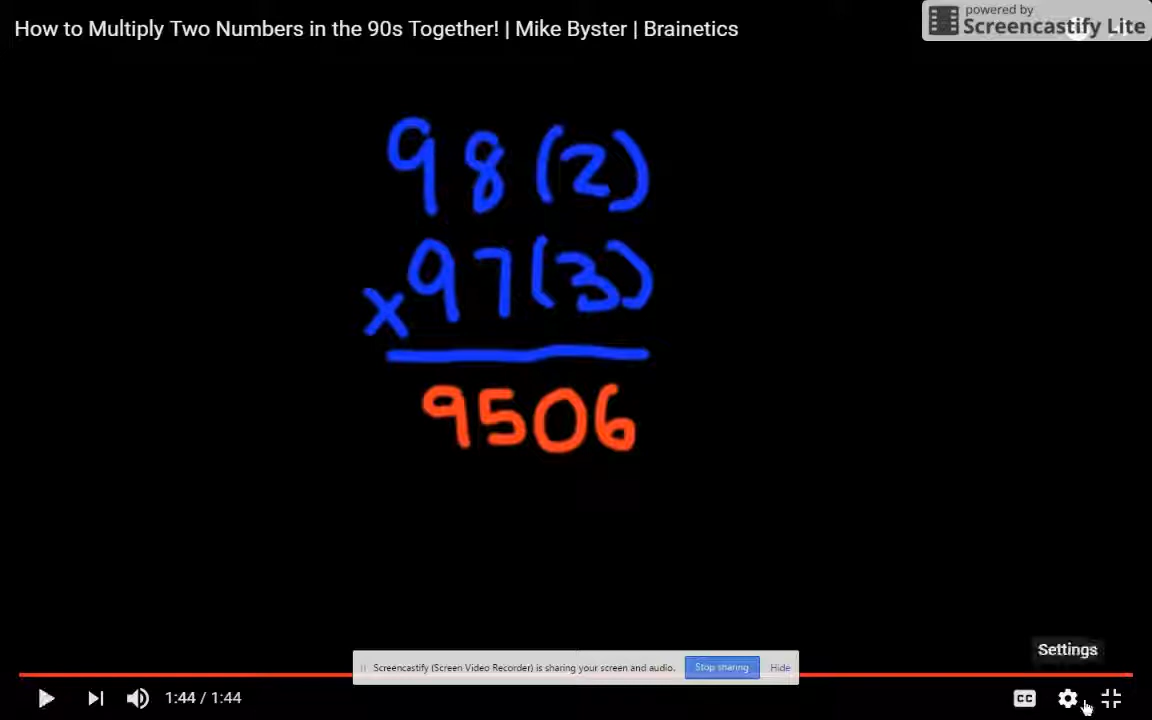 How to Multiply Two Numbers in the 90s Together! | Mike Byster | Brainetics
powered by
Screencastify Lite
98(2)
x97(3)
9506
Settings
Screencastify (Screen Video Recorder) is sharing your screen and audio.
Stop sharing
Hide
1:44 / 1:44
CC